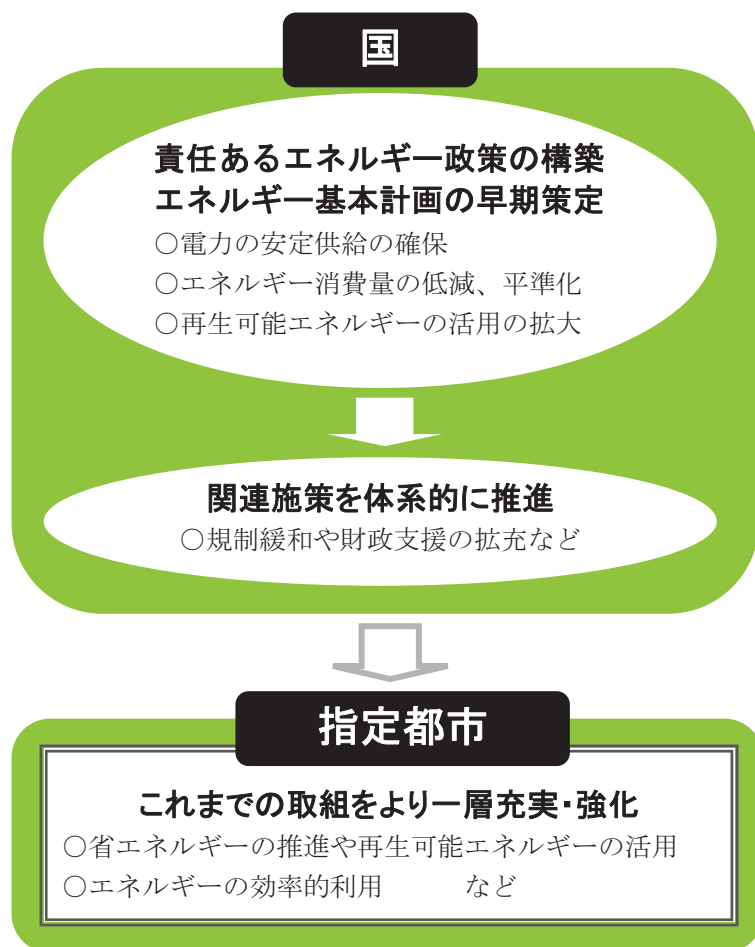 国
責任あるエネルギー政策の構築
エネルギー基本計画の早期策定
○電力の安定供給の確保
○エネルギー消費量の低減、平準化
○再生可能エネルギーの活用の拡大
関連施策を体系的に推進
○規制緩和や財政支援の拡充など
指定都市
これまでの取組をより一層充実・強化
○省エネルギーの推進や再生可能エネルギーの活用
○エネルギーの効率的利用　　　など